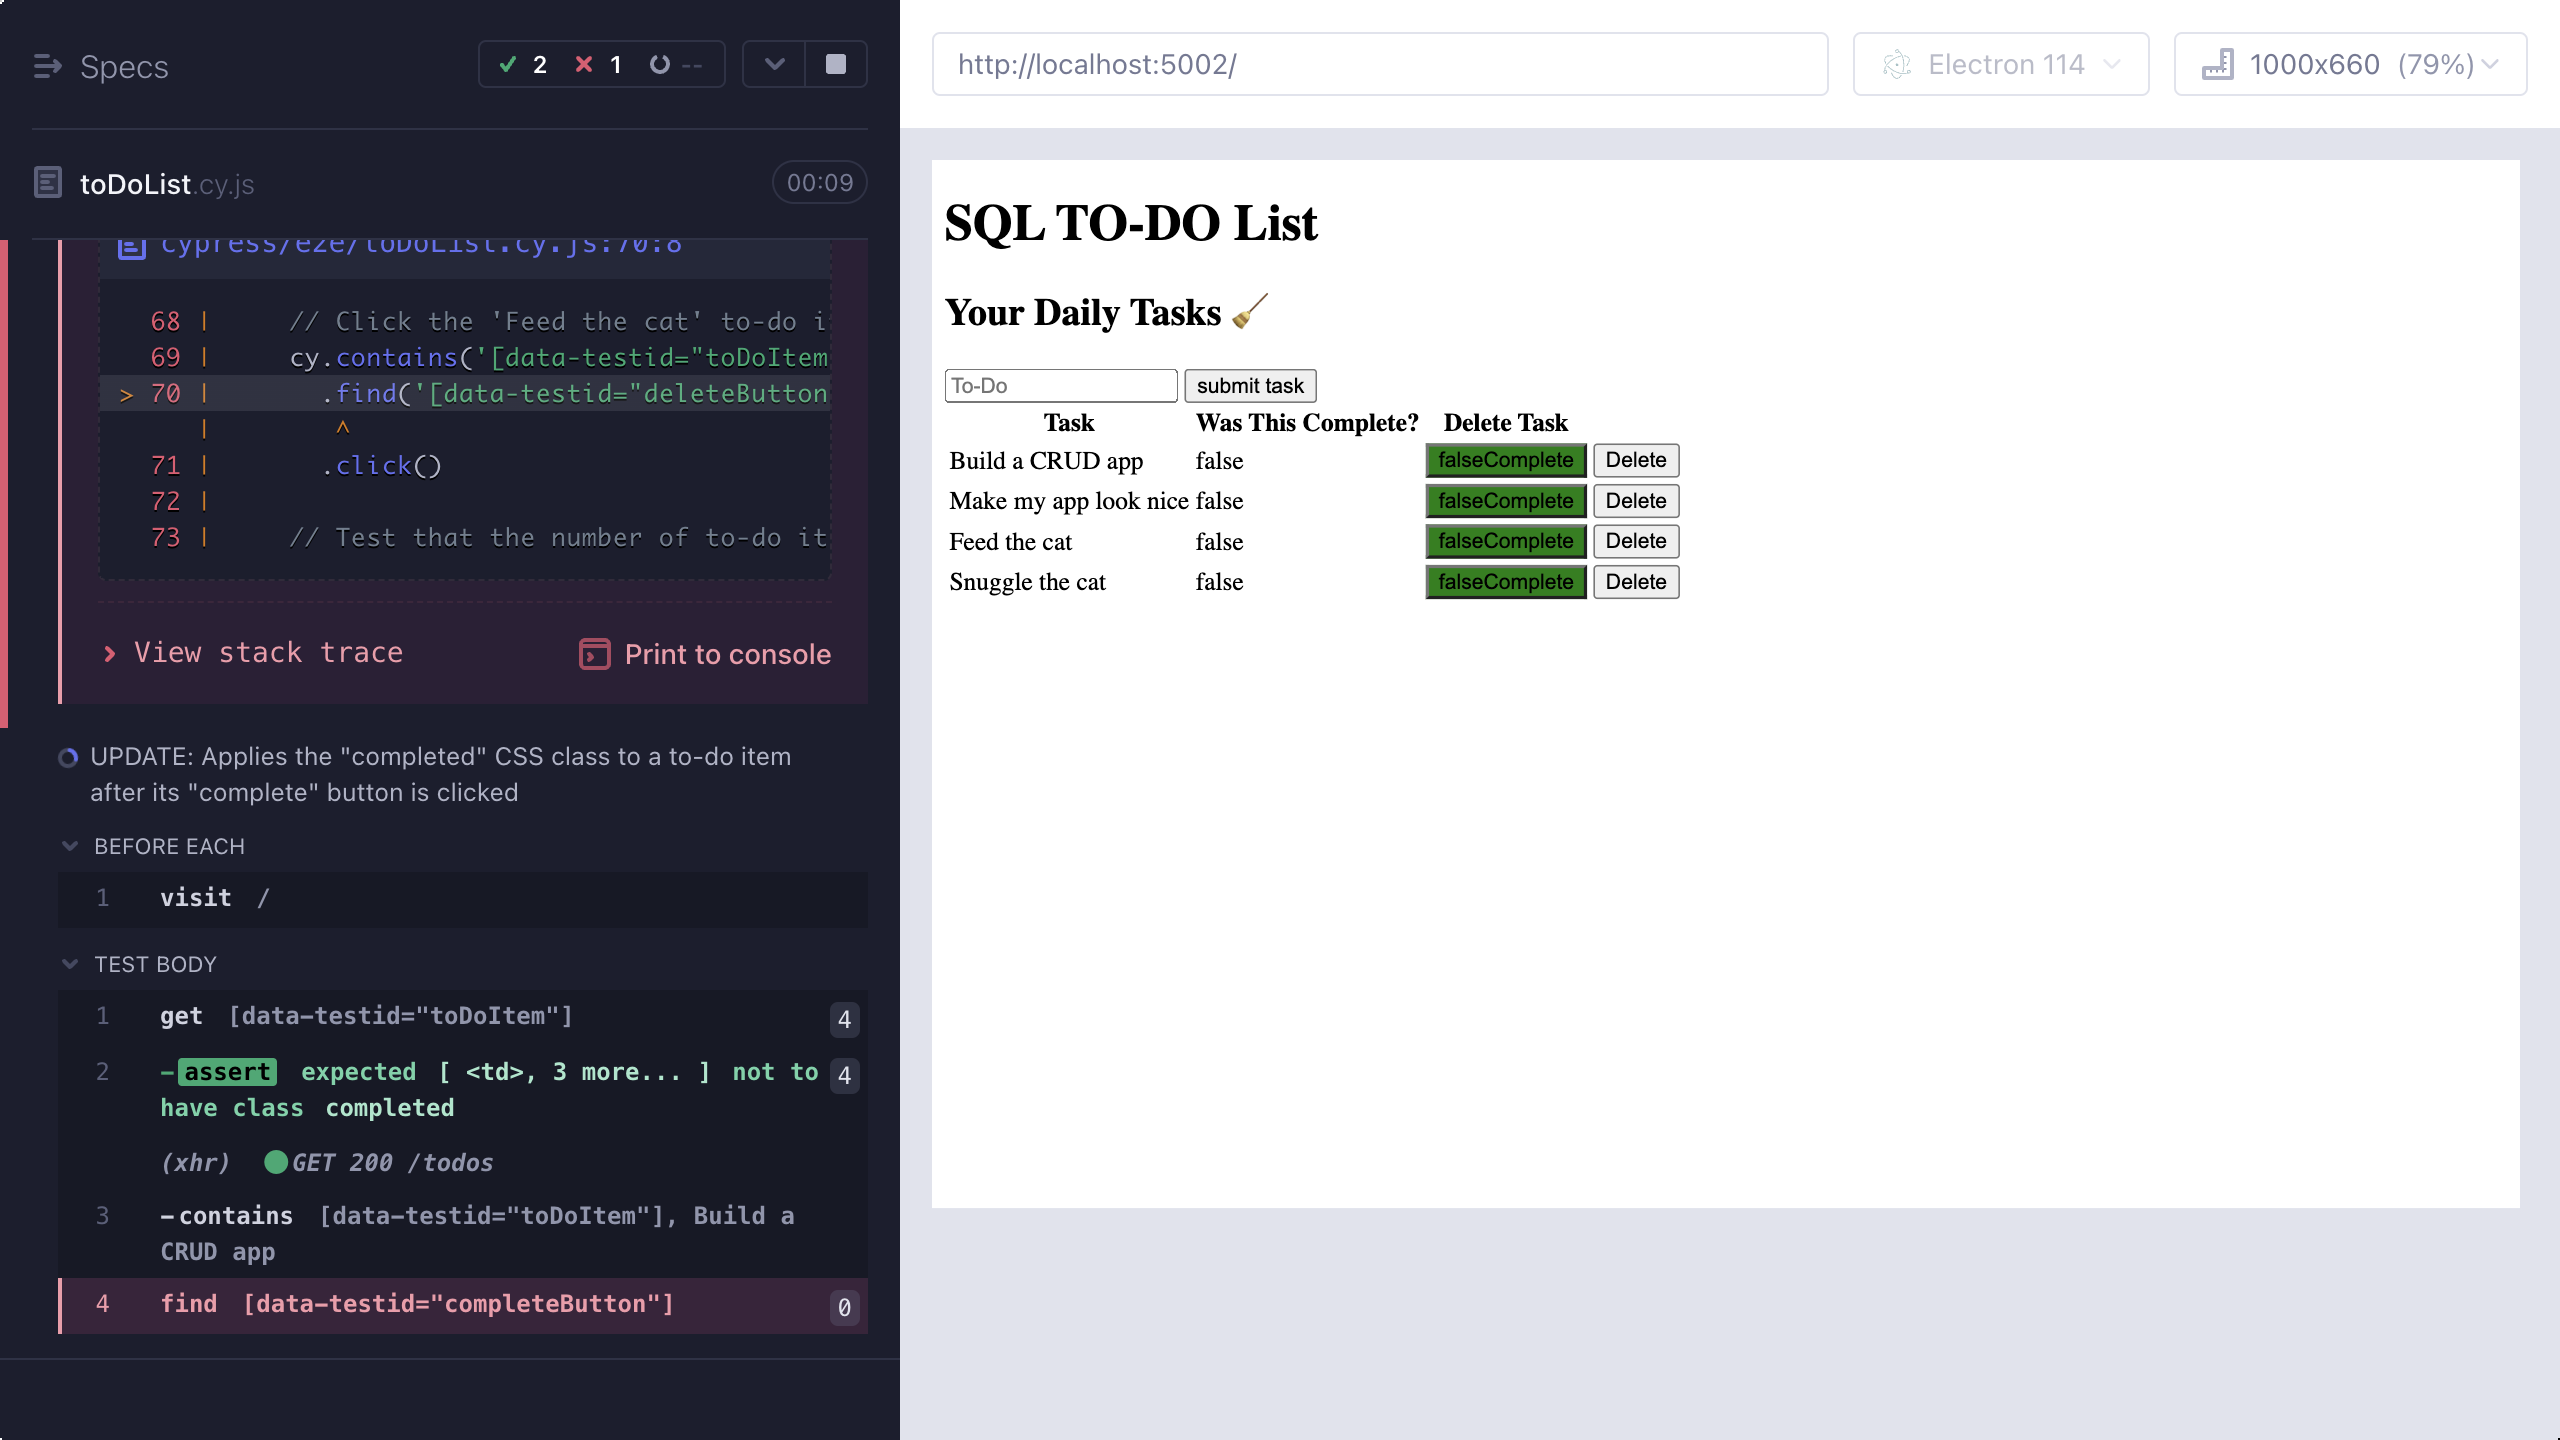 Specs
2
1
--
toDoList.cy.js
00:09
cypress/e2e/toDoList.cy.js:70:8
68 | // Click the 'Feed the cat' to-do i
69 | cy.contains('[data-testid="toDoItem
> 70 | .find('[data-testid="deleteButton
| ^
71 | .click()
72 |
73 | // Test that the number of to-do it
View stack trace
Print to console
UPDATE: Applies the "completed" CSS class to a to-do item
after its "complete" button is clicked
BEFORE EACH
1 visit /
TEST BODY
1 get [data-testid="toDoItem"] 4
2 -assert expected [ <td>, 3 more... ] not to 4
have class completed
(xhr) GET 200 /todos
3 -contains [data-testid="toDoItem"], Build a
CRUD app
4 find [data-testid="completeButton"] 0
http://localhost:5002/
Electron 114
1000x660 (79%)
SQL TO-DO List
Your Daily Tasks 🧹
To-Do submit task
Task Was This Complete? Delete Task
Build a CRUD app false falseComplete Delete
Make my app look nice false falseComplete Delete
Feed the cat false falseComplete Delete
Snuggle the cat false falseComplete Delete